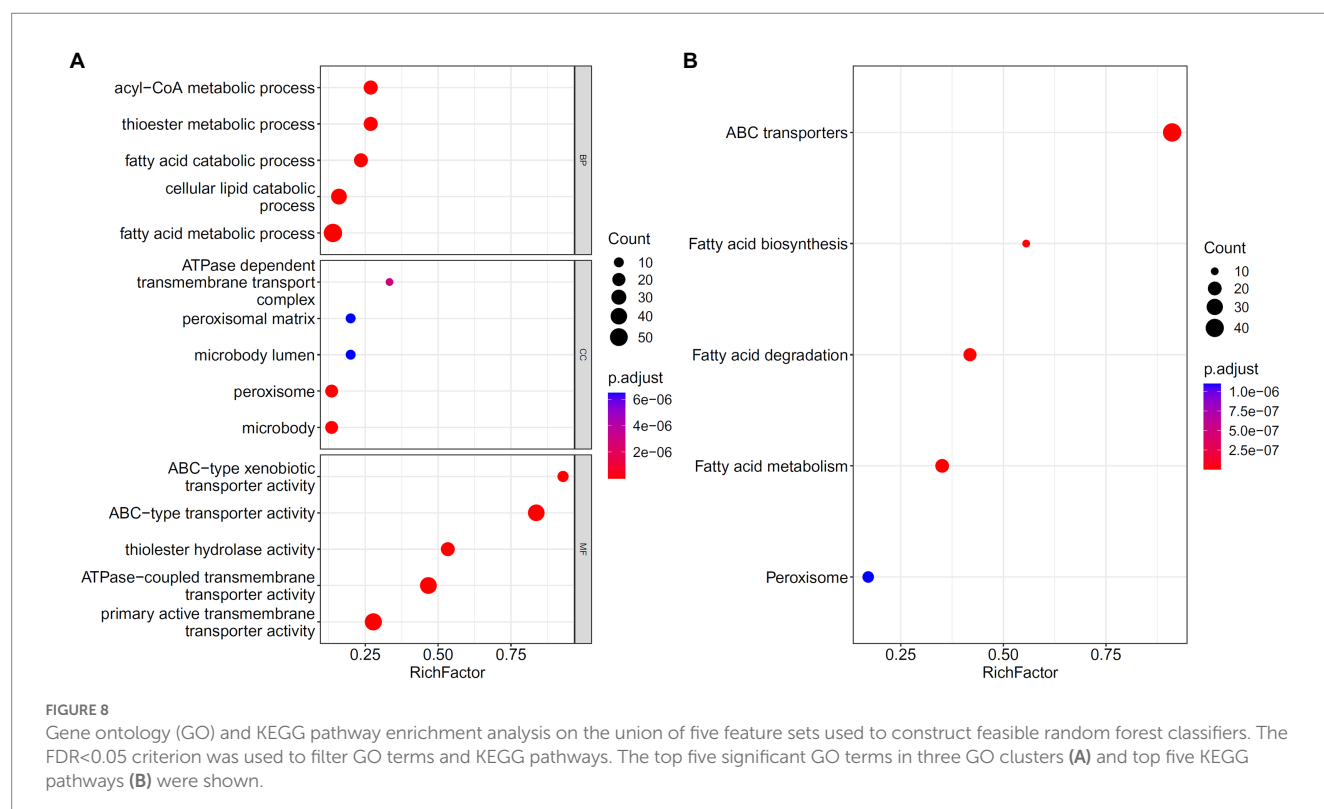 A
acyl−CoA metabolic process
thioester metabolic process
fatty acid catabolic process
cellular lipid catabolic
process
fatty acid metabolic process
BP
ATPase dependent
transmembrane transport
complex
peroxisomal matrix
microbody lumen
peroxisome
microbody
CC
ABC−type xenobiotic
transporter activity
ABC−type transporter activity
thiolester hydrolase activity
ATPase−coupled transmembrane
transporter activity
primary active transmembrane
transporter activity
MF
0.25 0.50 0.75
RichFactor
Count
10
20
30
40
50
p.adjust
6e−06
4e−06
2e−06
B
ABC transporters
Fatty acid biosynthesis
Fatty acid degradation
Fatty acid metabolism
Peroxisome
0.25 0.50 0.75
RichFactor
Count
10
20
30
40
p.adjust
1.0e−06
7.5e−07
5.0e−07
2.5e−07
FIGURE 8
Gene ontology (GO) and KEGG pathway enrichment analysis on the union of five feature sets used to construct feasible random forest classifiers. The
FDR<0.05 criterion was used to filter GO terms and KEGG pathways. The top five significant GO terms in three GO clusters (A) and top five KEGG
pathways (B) were shown.